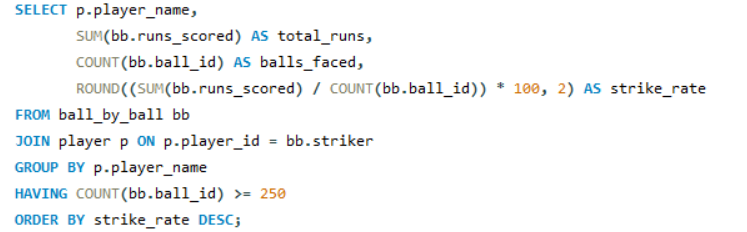 SELECT p.player_name,
       SUM(bb.runs_scored) AS total_runs,
       COUNT(bb.ball_id) AS balls_faced,
       ROUND((SUM(bb.runs_scored) / COUNT(bb.ball_id)) * 100, 2) AS strike_rate
FROM ball_by_ball bb
JOIN player p ON p.player_id = bb.striker
GROUP BY p.player_name
HAVING COUNT(bb.ball_id) >= 250
ORDER BY strike_rate DESC;